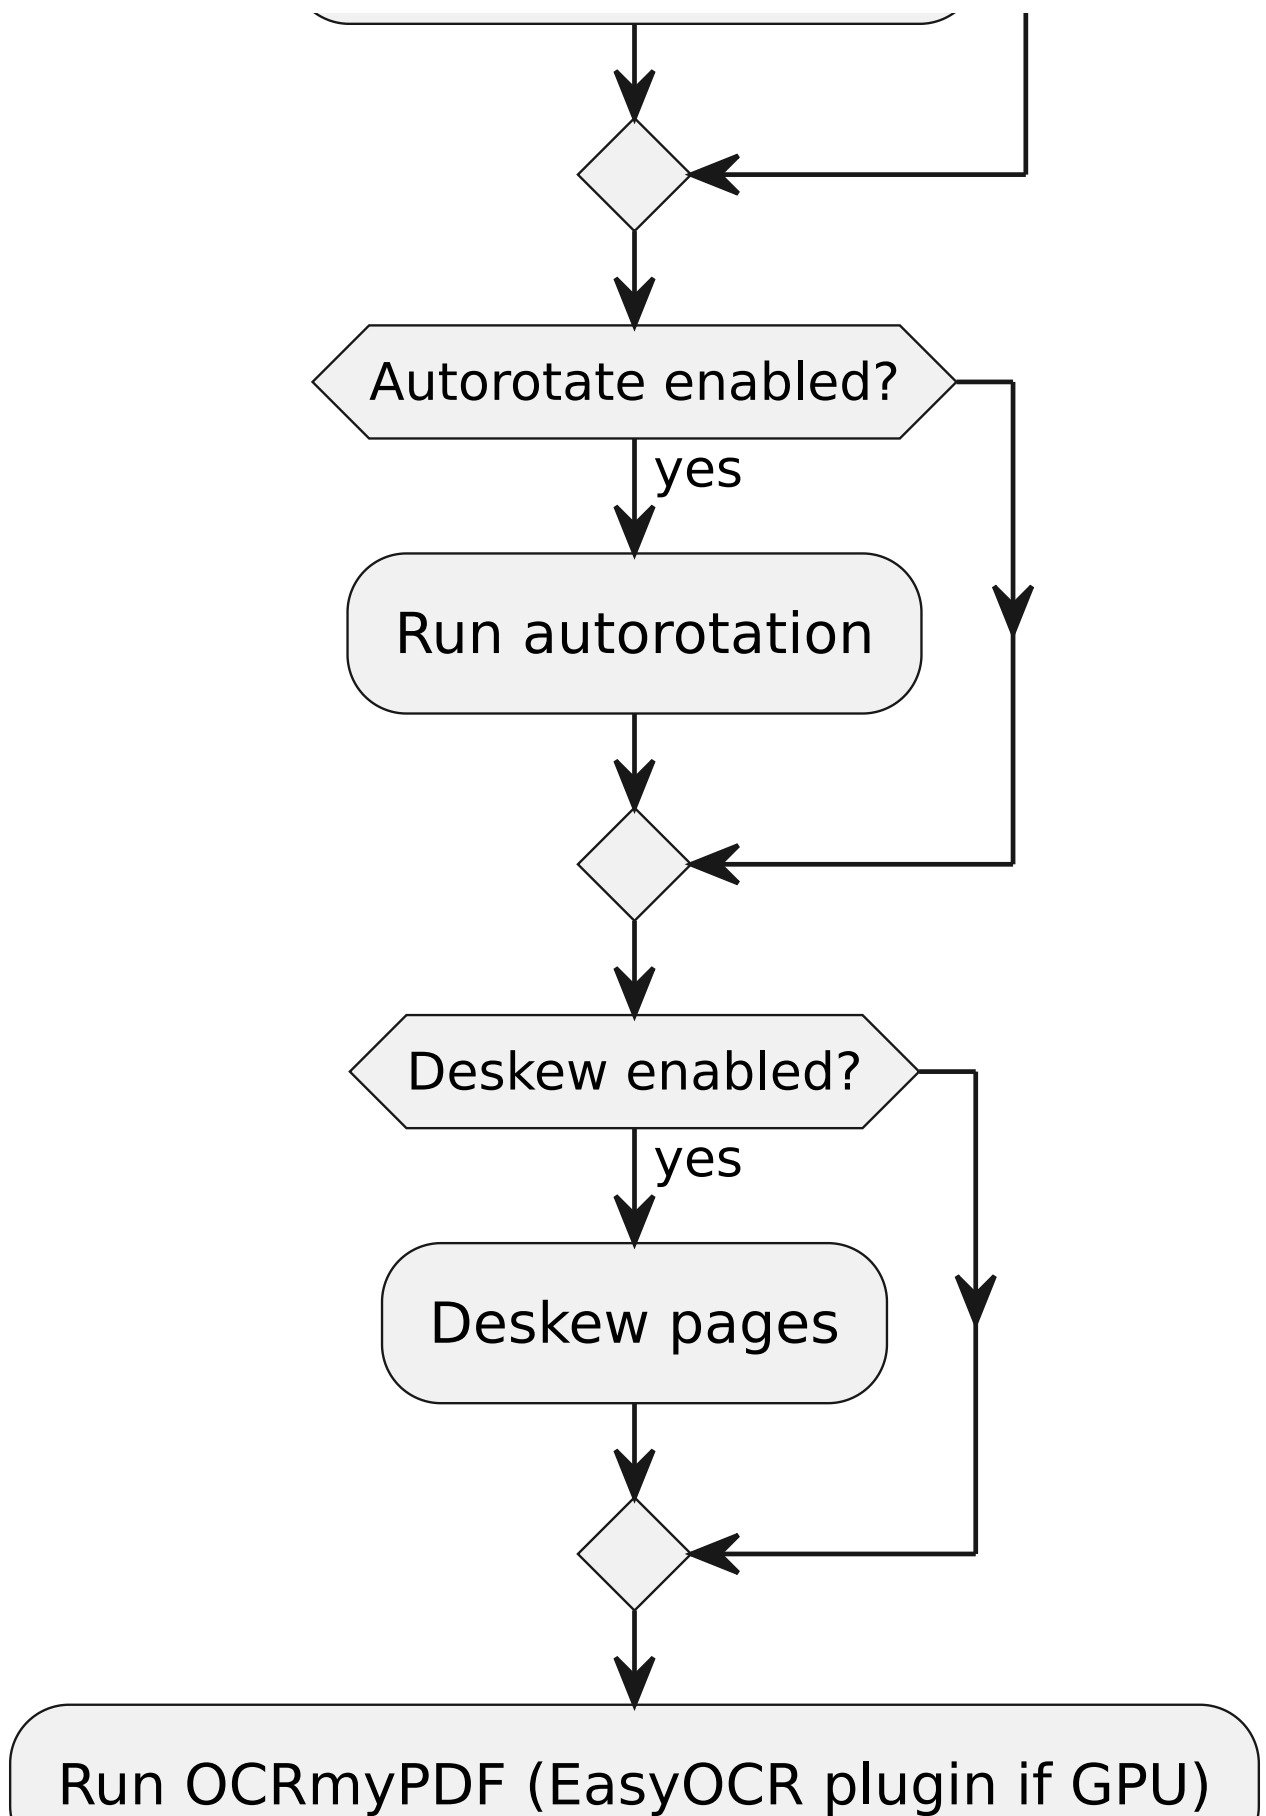 Autorotate enabled?
yes
Run autorotation
Deskew enabled?
yes
Deskew pages
Run OCRmyPDF (EasyOCR plugin if GPU)